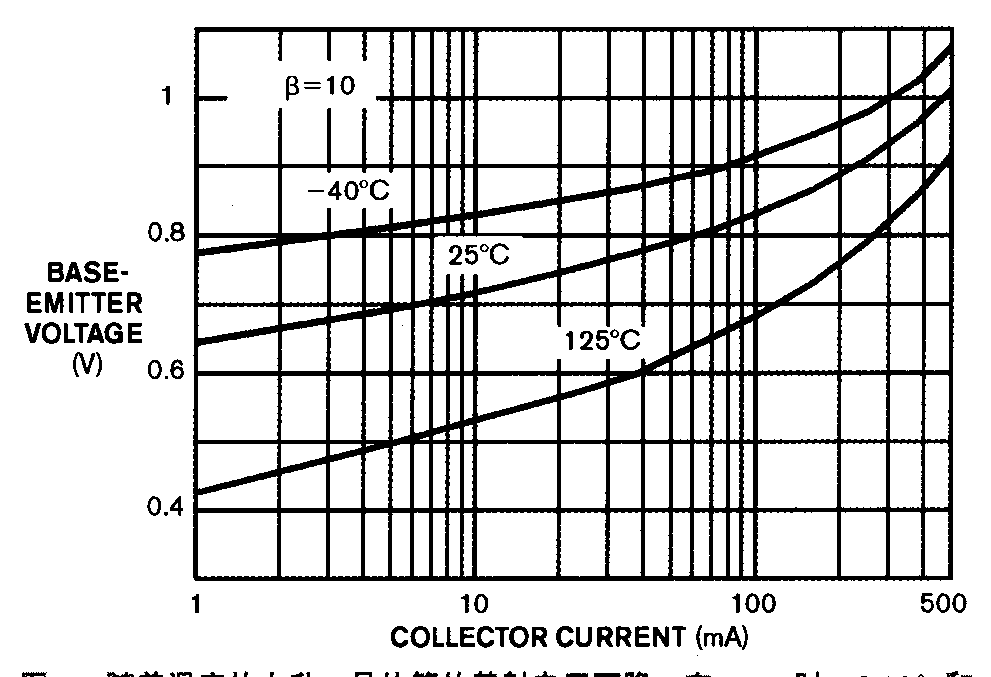 1
β=10
−40°C
0.8
25°C
BASE-
EMITTER
VOLTAGE
(V)
125°C
0.6
0.4
1
10
100
500
COLLECTOR CURRENT (mA)